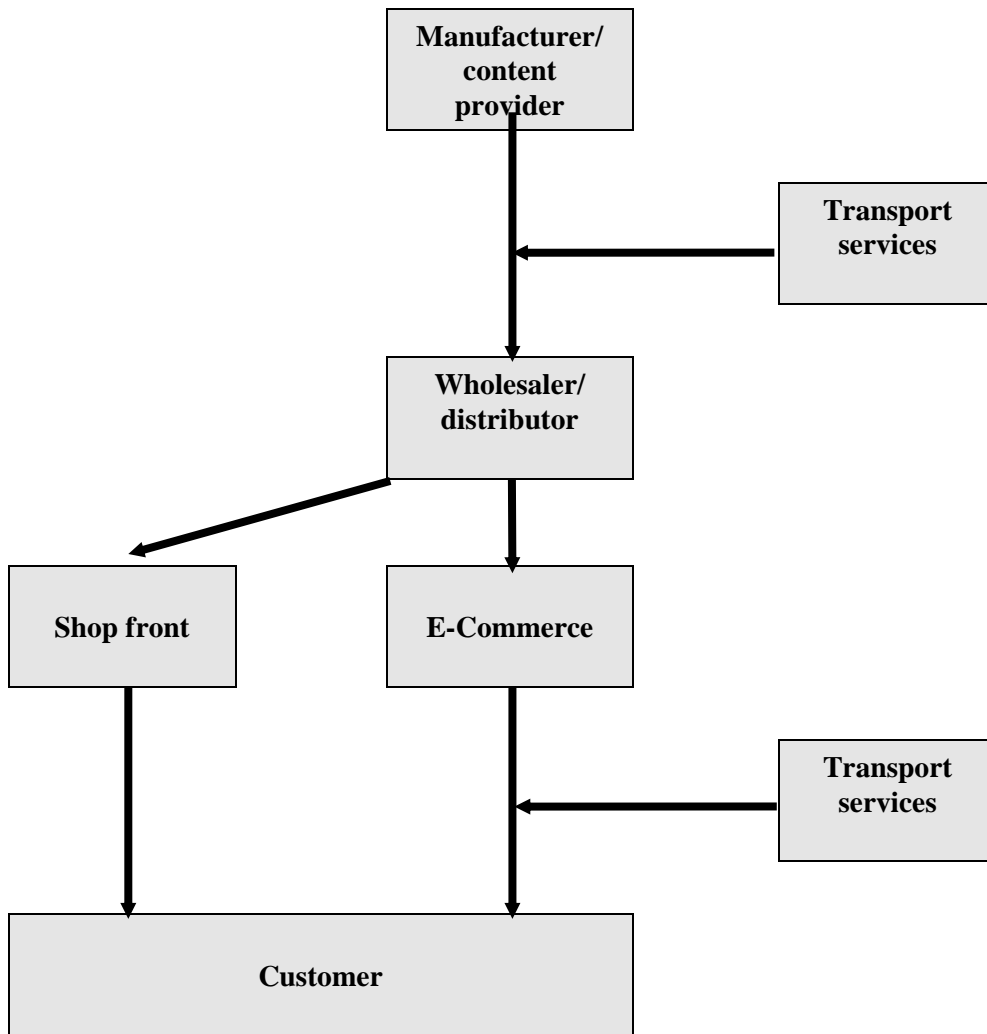 Manufacturer/
content
provider
Transport
services
Wholesaler/
distributor
Shop front
E-Commerce
Transport
services
Customer